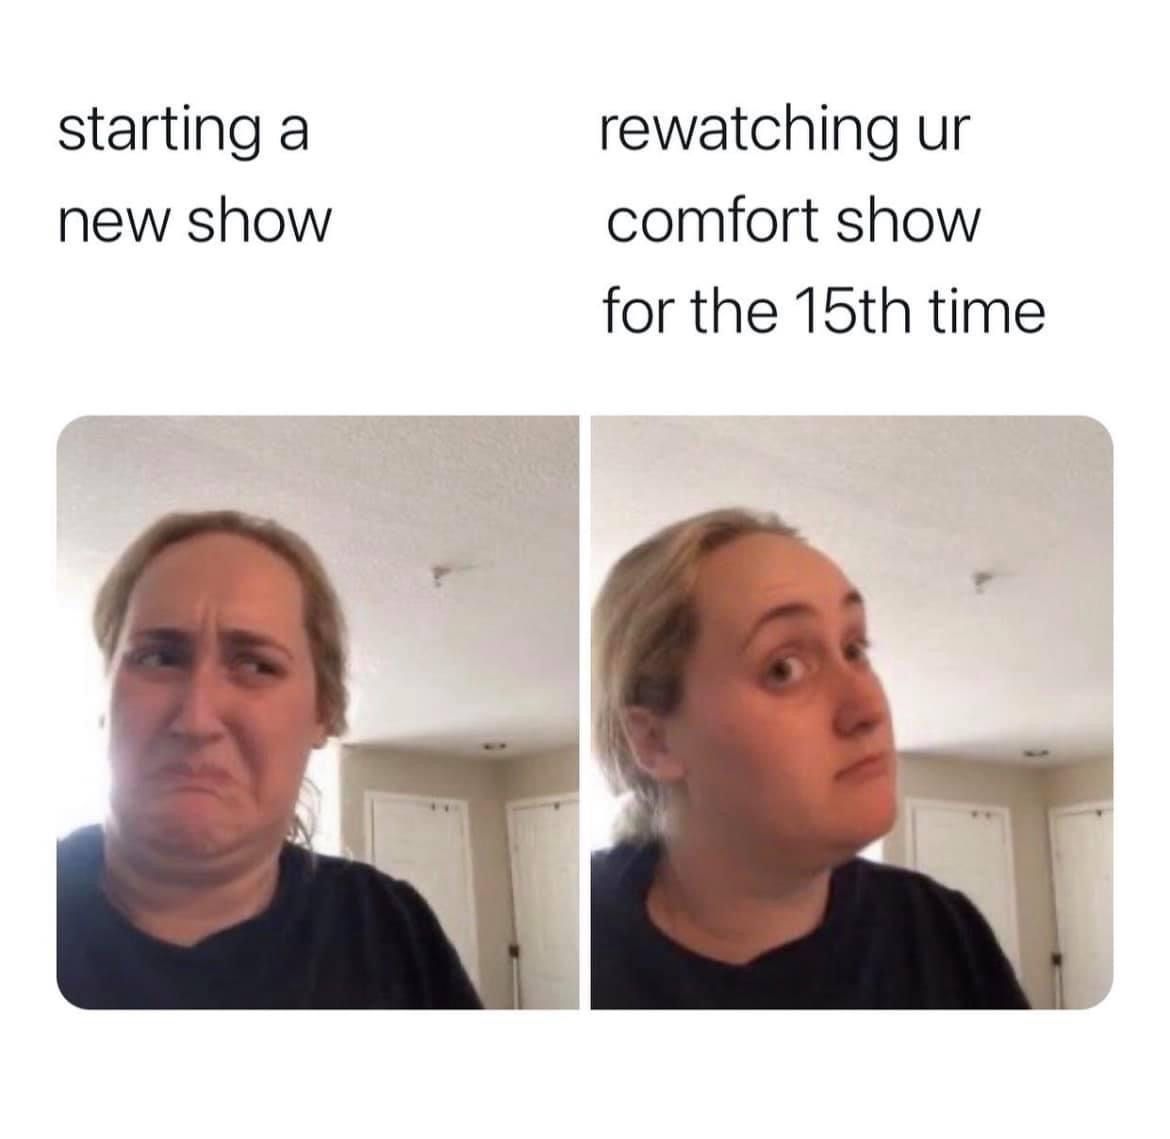 starting a
new show
rewatching ur
comfort show
for the 15th time